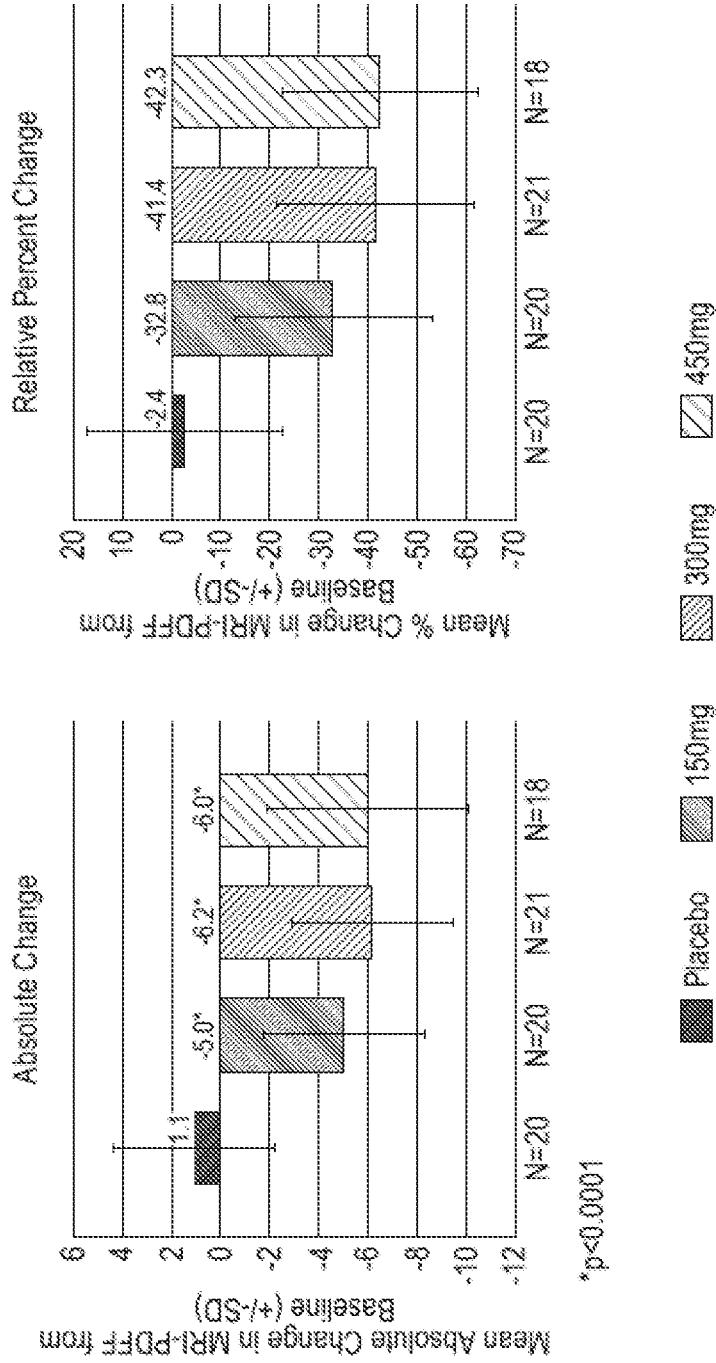 Absolute Change
Mean Absolute Change in MRI-PDFF from
Baseline (+/-SD)
6
4
2
0
-2
-4
-6
-8
-10
-12
1.1
-5.0*
-6.2*
-6.0*
N=20
N=20
N=21
N=18
*p<0.0001
Relative Percent Change
Mean % Change in MRI-PDFF from
Baseline (+/-SD)
20
10
0
-10
-20
-30
-40
-50
-60
-70
-2.4
-32.8
-41.4
-42.3
N=20
N=20
N=21
N=18
Placebo
150mg
300mg
450mg